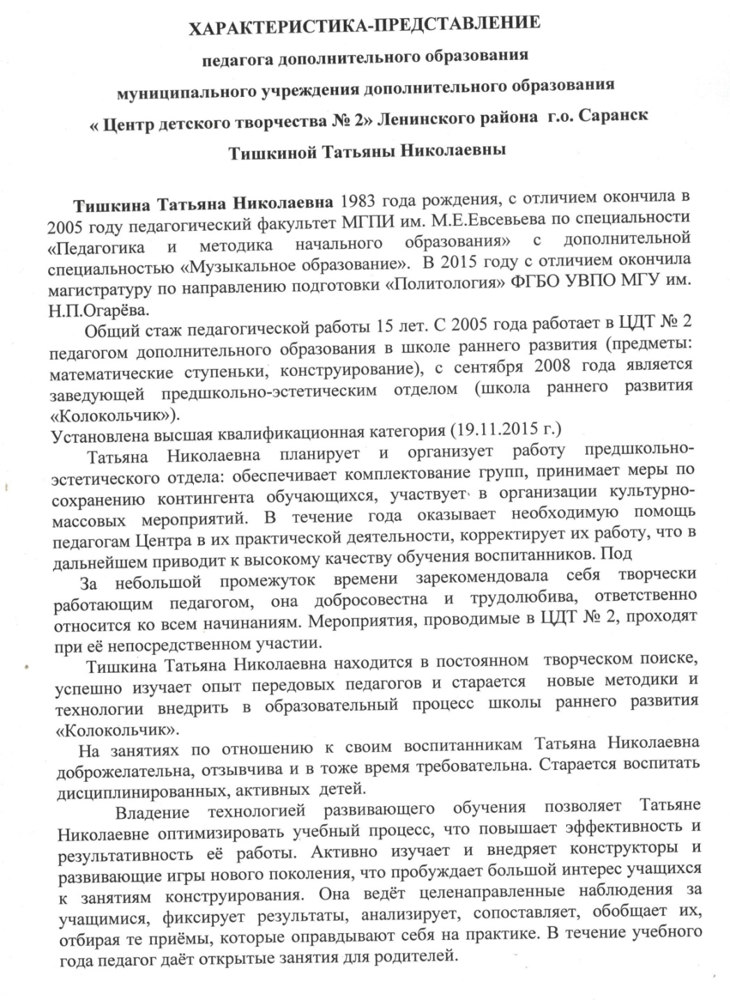 ХАРАКТЕРИСТИКА-ПРЕДСТАВЛЕНИЕ
педагога дополнительного образования
муниципального учреждения дополнительного образования
« Центр детского творчества № 2» Ленинского района г.о. Саранск
Тишкиной Татьяны Николаевны
Тишкина Татьяна Николаевна 1983 года рождения, с отличием окончила в
2005 году педагогический факультет МГПИ им. М.Е.Евсевьева по специальности
«Педагогика и методика начального образования» с дополнительной
специальностью «Музыкальное образование». В 2015 году с отличием окончила
магистратуру по направлению подготовки «Политология» ФГБО УВПО МГУ им.
Н.П.Огарёва.
Общий стаж педагогической работы 15 лет. С 2005 года работает в ЦДТ № 2
педагогом дополнительного образования в школе раннего развития (предметы:
математические ступеньки, конструирование), с сентября 2008 года является
заведующей предшкольно-эстетическим отделом (школа раннего развития
«Колокольчик»).
Установлена высшая квалификационная категория (19.11.2015 г.)
Татьяна Николаевна планирует и организует работу предшкольно-
эстетического отдела: обеспечивает комплектование групп, принимает меры по
сохранению контингента обучающихся, участвует в организации культурно-
массовых мероприятий. В течение года оказывает необходимую помощь
педагогам Центра в их практической деятельности, корректирует их работу, что в
дальнейшем приводит к высокому качеству обучения воспитанников. Под
За небольшой промежуток времени зарекомендовала себя творчески
работающим педагогом, она добросовестна и трудолюбива, ответственно
относится ко всем начинаниям. Мероприятия, проводимые в ЦДТ № 2, проходят
при её непосредственном участии.
Тишкина Татьяна Николаевна находится в постоянном творческом поиске,
успешно изучает опыт передовых педагогов и старается новые методики и
технологии внедрить в образовательный процесс школы раннего развития
«Колокольчик».
На занятиях по отношению к своим воспитанникам Татьяна Николаевна
доброжелательна, отзывчива и в тоже время требовательна. Старается воспитать
дисциплинированных, активных детей.
Владение технологией развивающего обучения позволяет Татьяне
Николаевне оптимизировать учебный процесс, что повышает эффективность и
результативность её работы. Активно изучает и внедряет конструкторы и
развивающие игры нового поколения, что пробуждает большой интерес учащихся
к занятиям конструирования. Она ведёт целенаправленные наблюдения за
учащимися, фиксирует результаты, анализирует, сопоставляет, обобщает их,
отбирая те приёмы, которые оправдывают себя на практике. В течение учебного
года педагог даёт открытые занятия для родителей.